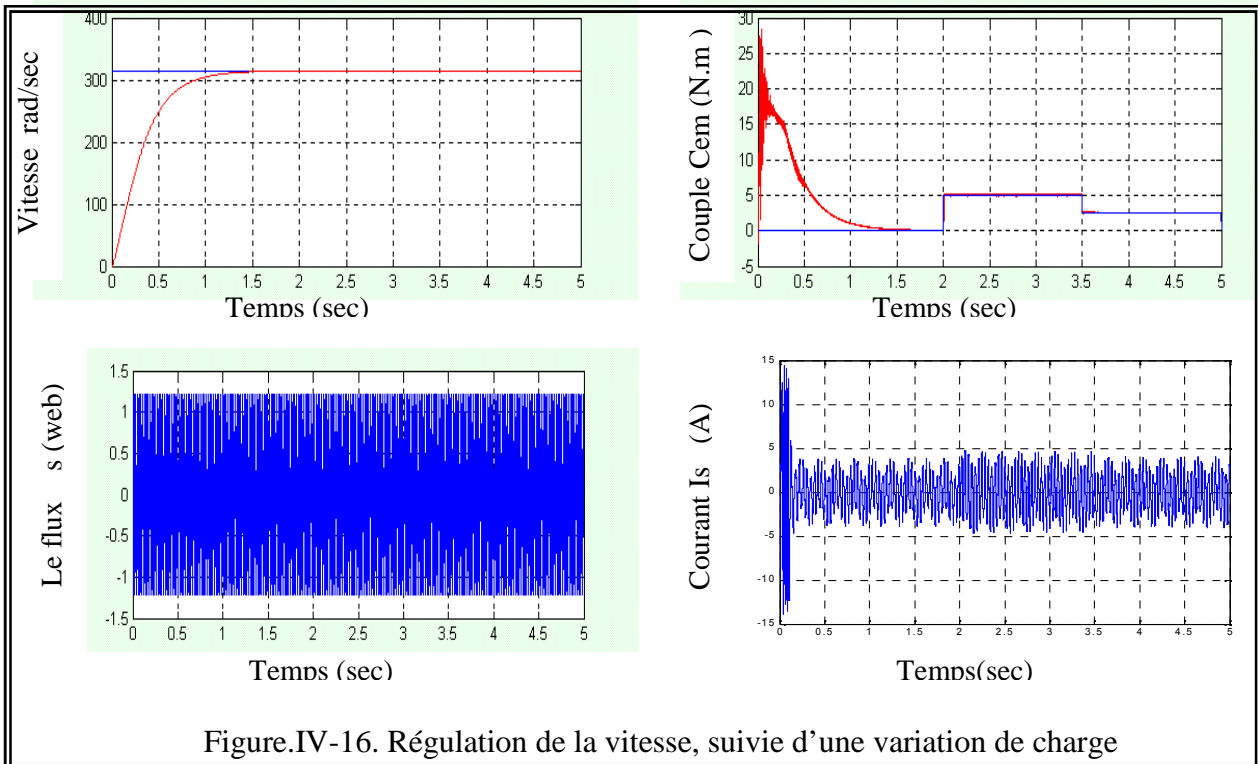 400
300
200
100
0
Vitesse rad/sec
0 0.5 1 1.5 2 2.5 3 3.5 4 4.5 5
Temps (sec)
30
25
20
15
10
5
0
-5
Couple Cem (N.m )
0 0.5 1 1.5 2 2.5 3 3.5 4 4.5 5
Temps (sec)
1.5
1
0.5
0
-0.5
-1
-1.5
Le flux s (web)
0 0.5 1 1.5 2 2.5 3 3.5 4 4.5 5
Temps (sec)
15
10
5
0
-5
-10
-15
Courant Is (A)
0 0.5 1 1.5 2 2.5 3 3.5 4 4.5 5
Temps(sec)
Figure.IV-16. Régulation de la vitesse, suivie d’une variation de charge